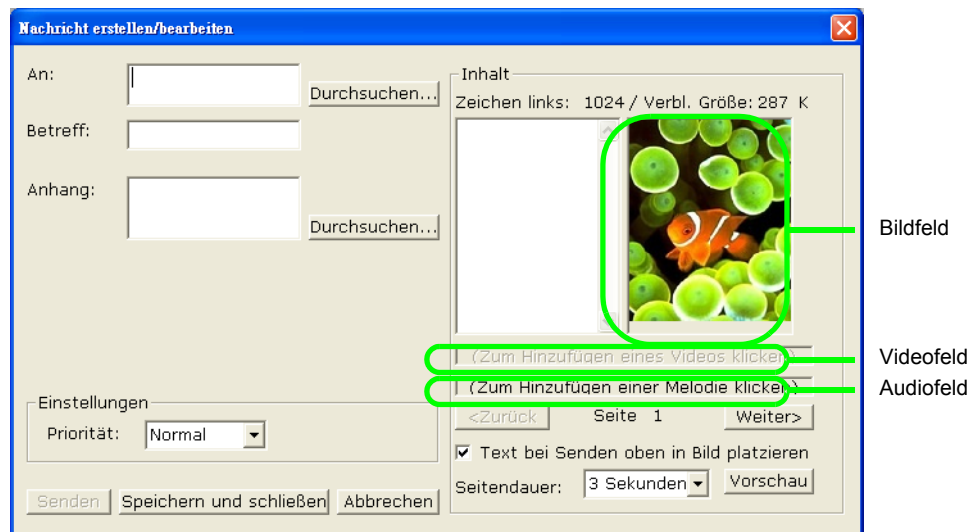 Nachricht erstellen/bearbeiten
An:
Durchsuchen...
Betreff:
Anhang:
Durchsuchen...
Einstellungen
Priorität: Normal
Senden Speichern und schließen Abbrechen
Inhalt
Zeichen links: 1024 / Verbl. Größe: 287 K
(Zum Hinzufügen eines Videos klicken)
(Zum Hinzufügen einer Melodie klicken)
<Zurück Seite 1 Weiter>
Text bei Senden oben in Bild platzieren
Seitendauer: 3 Sekunden Vorschau
Bildfeld
Videofeld
Audiofeld